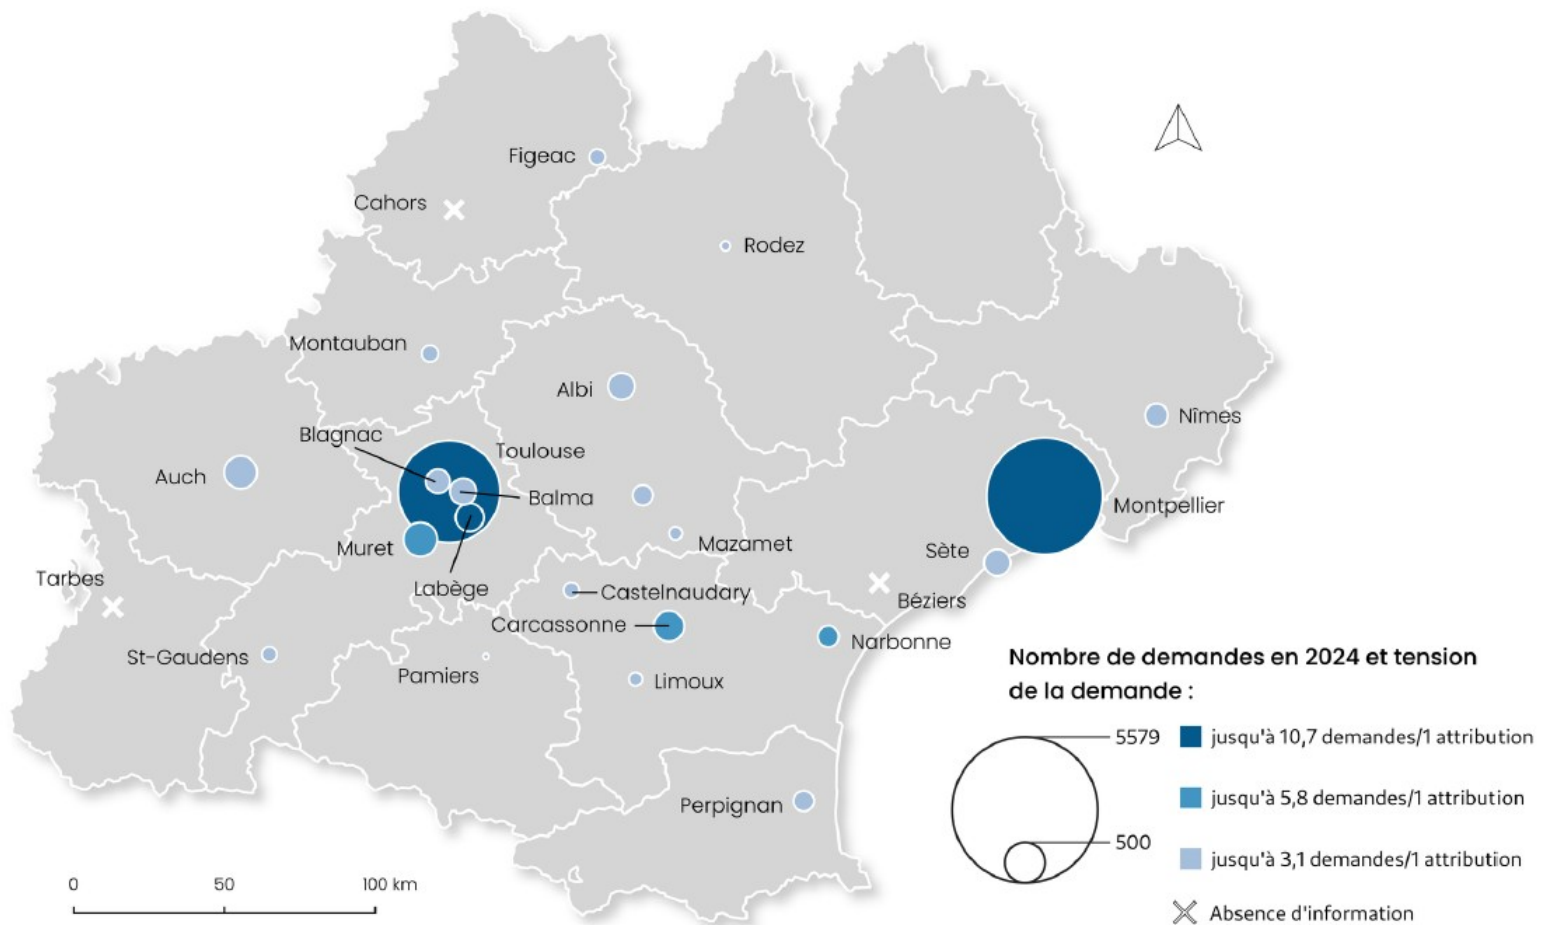 Figeac
Cahors
Rodez
Montauban
Albi
Nîmes
Blagnac
Toulouse
Auch
Balma
Montpellier
Muret
Mazamet
Sète
Tarbes
Labège
Castelnaudary
Béziers
Carcassonne
Narbonne
St-Gaudens
Pamiers
Limoux
Perpignan
Nombre de demandes en 2024 et tension
de la demande :
5579
jusqu'à 10,7 demandes/1 attribution
jusqu'à 5,8 demandes/1 attribution
500
jusqu'à 3,1 demandes/1 attribution
Absence d'information
0 50 100 km